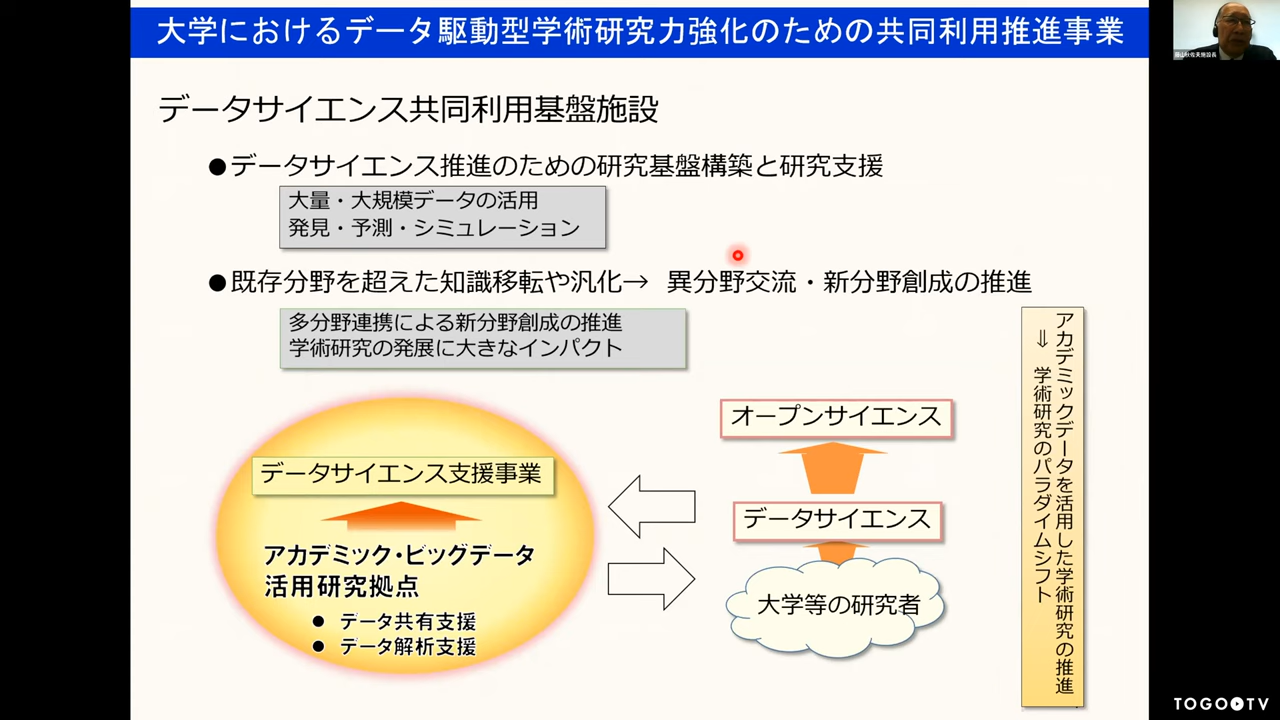 大学におけるデータ駆動型学術研究力強化のための共同利用推進事業
データサイエンス共同利用基盤施設
●データサイエンス推進のための研究基盤構築と研究支援
大量・大規模データの活用
発見・予測・シミュレーション
●既存分野を超えた知識移転や汎化→ 異分野交流・新分野創成の推進
多分野連携による新分野創成の推進
学術研究の発展に大きなインパクト
アカデミックデータを活用した学術研究の推進
⇒ 学術研究のパラダイムシフト
データサイエンス支援事業
アカデミック・ビッグデータ
活用研究拠点
● データ共有支援
● データ解析支援
オープンサイエンス
データサイエンス
大学等の研究者
TOGO TV